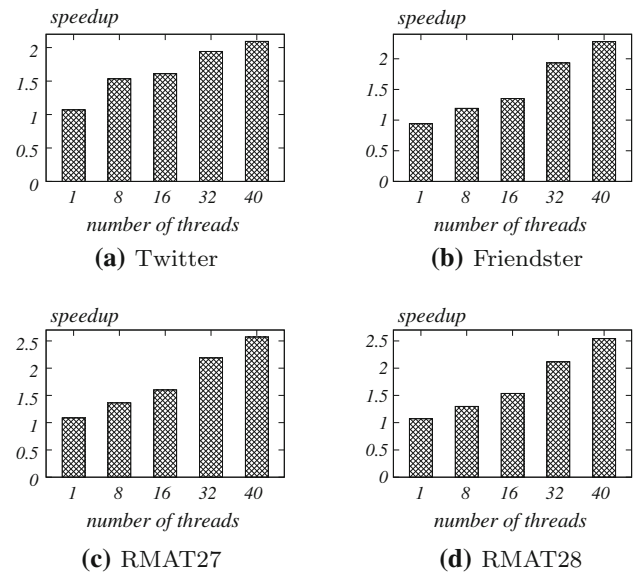 speedup
2
1.5
1
0.5
0
1 8 16 32 40
number of threads
(a) Twitter
speedup
2
1.5
1
0.5
0
1 8 16 32 40
number of threads
(b) Friendster
speedup
2.5
2
1.5
1
0.5
0
1 8 16 32 40
number of threads
(c) RMAT27
speedup
2.5
2
1.5
1
0.5
0
1 8 16 32 40
number of threads
(d) RMAT28